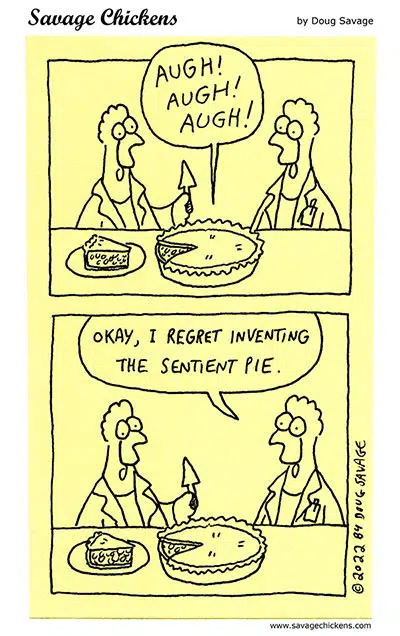 Savage Chickens
by Doug Savage
AUGH!
AUGH!
AUGH!
OKAY, I REGRET INVENTING
THE SENTIENT PIE.
©2022 BY DOUG SAVAGE
www.savagechickens.com